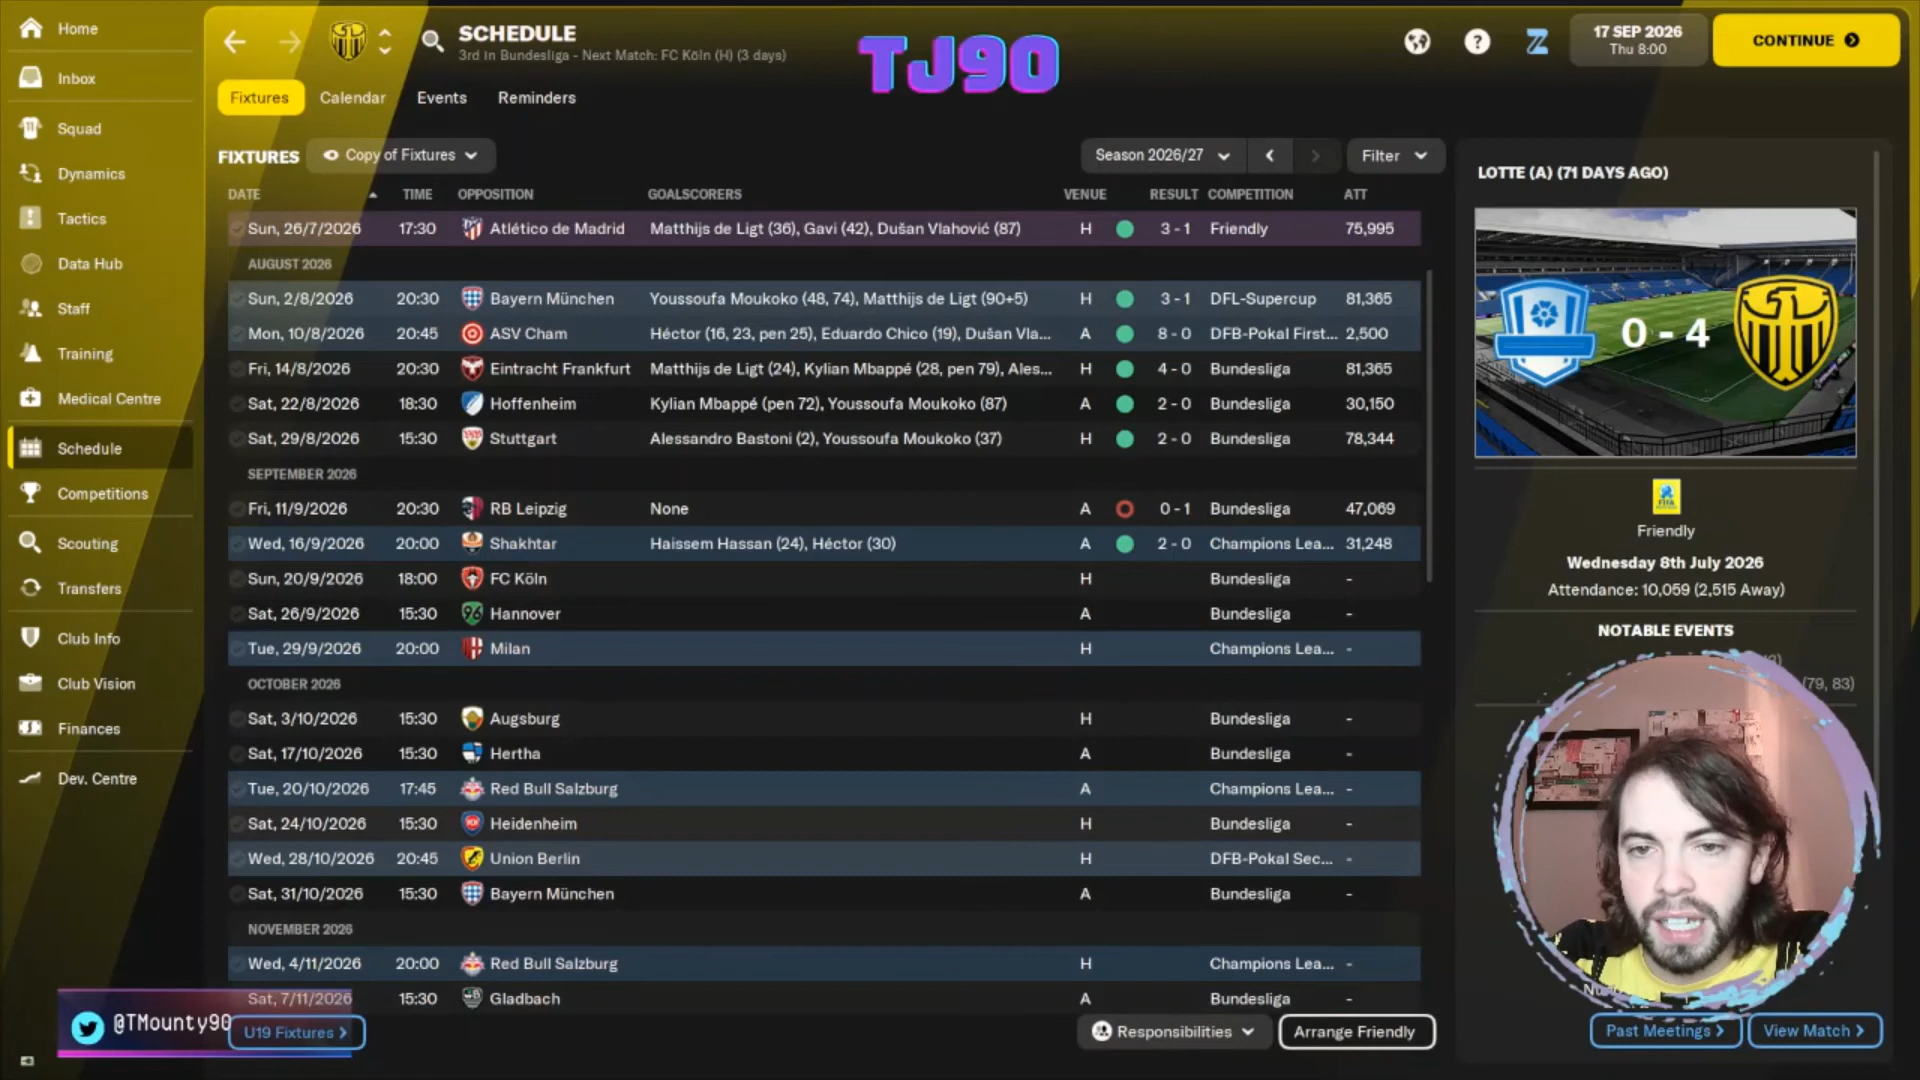 Home
Inbox
Squad
Dynamics
Tactics
Data Hub
Staff
Training
Medical Centre
Schedule
Competitions
Scouting
Transfers
Club Info
Club Vision
Finances
Dev. Centre
SCHEDULE
3rd in Bundesliga - Next Match: FC Köln (H) (3 days)
TJ90
17 SEP 2026
Thu 8:00
CONTINUE
Fixtures Calendar Events Reminders
FIXTURES Copy of Fixtures Season 2026/27 Filter
DATE TIME OPPOSITION GOALSCORERS VENUE RESULT COMPETITION ATT
Sun, 26/7/2026 17:30 Atlético de Madrid Matthijs de Ligt (36), Gavi (42), Dušan Vlahović (87) H 3 - 1 Friendly 75,995
AUGUST 2026
Sun, 2/8/2026 20:30 Bayern München Youssoufa Moukoko (48, 74), Matthijs de Ligt (90+5) H 3 - 1 DFL-Supercup 81,365
Mon, 10/8/2026 20:45 ASV Cham Héctor (16, 23, pen 25), Eduardo Chico (19), Dušan Vla... A 8 - 0 DFB-Pokal First... 2,500
Fri, 14/8/2026 20:30 Eintracht Frankfurt Matthijs de Ligt (24), Kylian Mbappé (28, pen 79), Ales... H 4 - 0 Bundesliga 81,365
Sat, 22/8/2026 18:30 Hoffenheim Kylian Mbappé (pen 72), Youssoufa Moukoko (87) A 2 - 0 Bundesliga 30,150
Sat, 29/8/2026 15:30 Stuttgart Alessandro Bastoni (2), Youssoufa Moukoko (37) H 2 - 0 Bundesliga 78,344
SEPTEMBER 2026
Fri, 11/9/2026 20:30 RB Leipzig None A 0 - 1 Bundesliga 47,069
Wed, 16/9/2026 20:00 Shakhtar Haissem Hassan (24), Héctor (30) A 2 - 0 Champions Lea... 31,248
Sun, 20/9/2026 18:00 FC Köln H Bundesliga -
Sat, 26/9/2026 15:30 Hannover A Bundesliga -
Tue, 29/9/2026 20:00 Milan H Champions Lea... -
OCTOBER 2026
Sat, 3/10/2026 15:30 Augsburg H Bundesliga -
Sat, 17/10/2026 15:30 Hertha A Bundesliga -
Tue, 20/10/2026 17:45 Red Bull Salzburg A Champions Lea... -
Sat, 24/10/2026 15:30 Heidenheim H Bundesliga -
Wed, 28/10/2026 20:45 Union Berlin H DFB-Pokal Sec... -
Sat, 31/10/2026 15:30 Bayern München A Bundesliga -
NOVEMBER 2026
Wed, 4/11/2026 20:00 Red Bull Salzburg H Champions Lea... -
Sat, 7/11/2026 15:30 Gladbach A Bundesliga -
@TMounty90
U19 Fixtures
Responsibilities
Arrange Friendly
LOTTE (A) (71 DAYS AGO)
0 - 4
Friendly
Wednesday 8th July 2026
Attendance: 10,059 (2,515 Away)
NOTABLE EVENTS
(79, 83)
Past Meetings
View Match